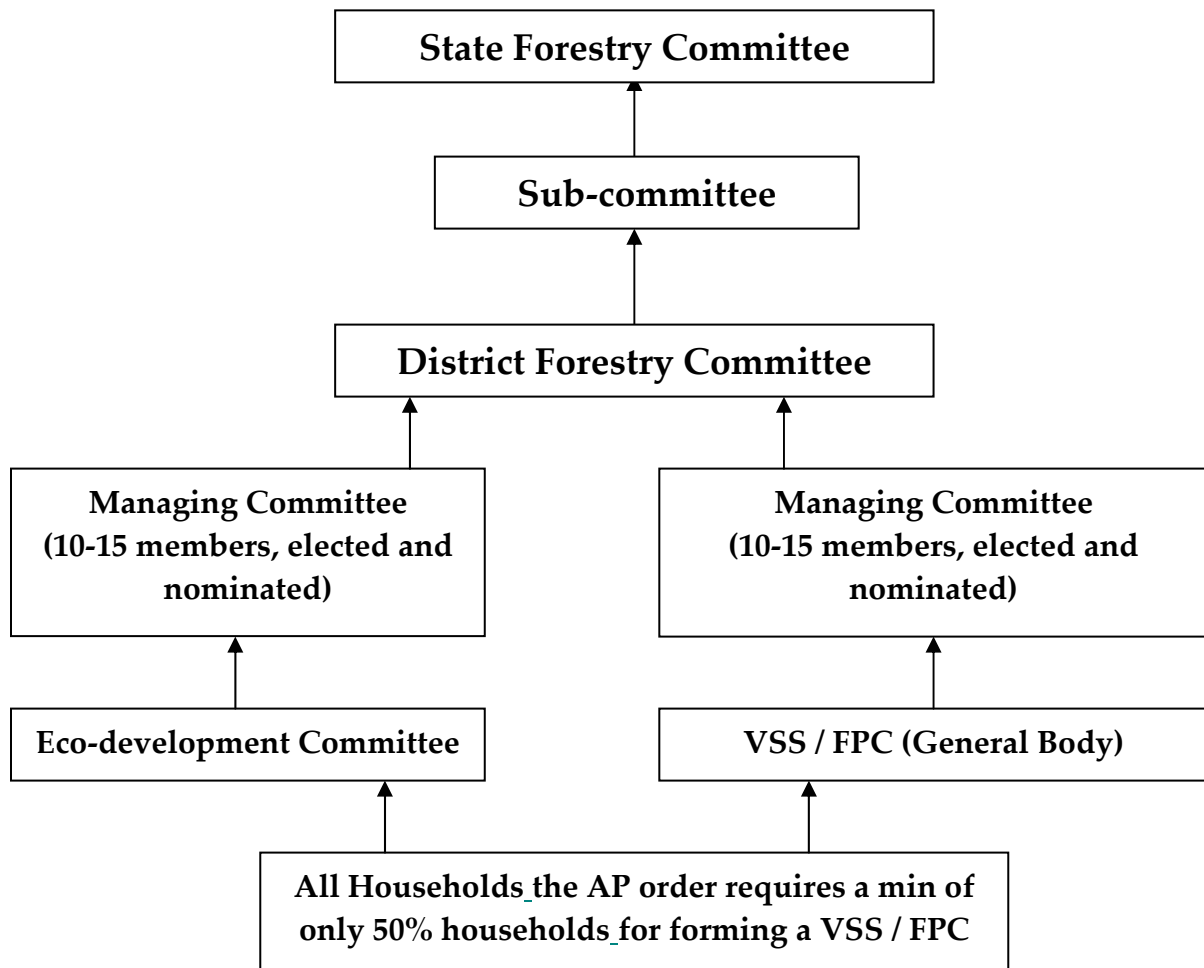 State Forestry Committee
Sub-committee
District Forestry Committee
Managing Committee
(10-15 members, elected and
nominated)
Managing Committee
(10-15 members, elected and
nominated)
Eco-development Committee
VSS / FPC (General Body)
All Households the AP order requires a min of
only 50% households for forming a VSS / FPC